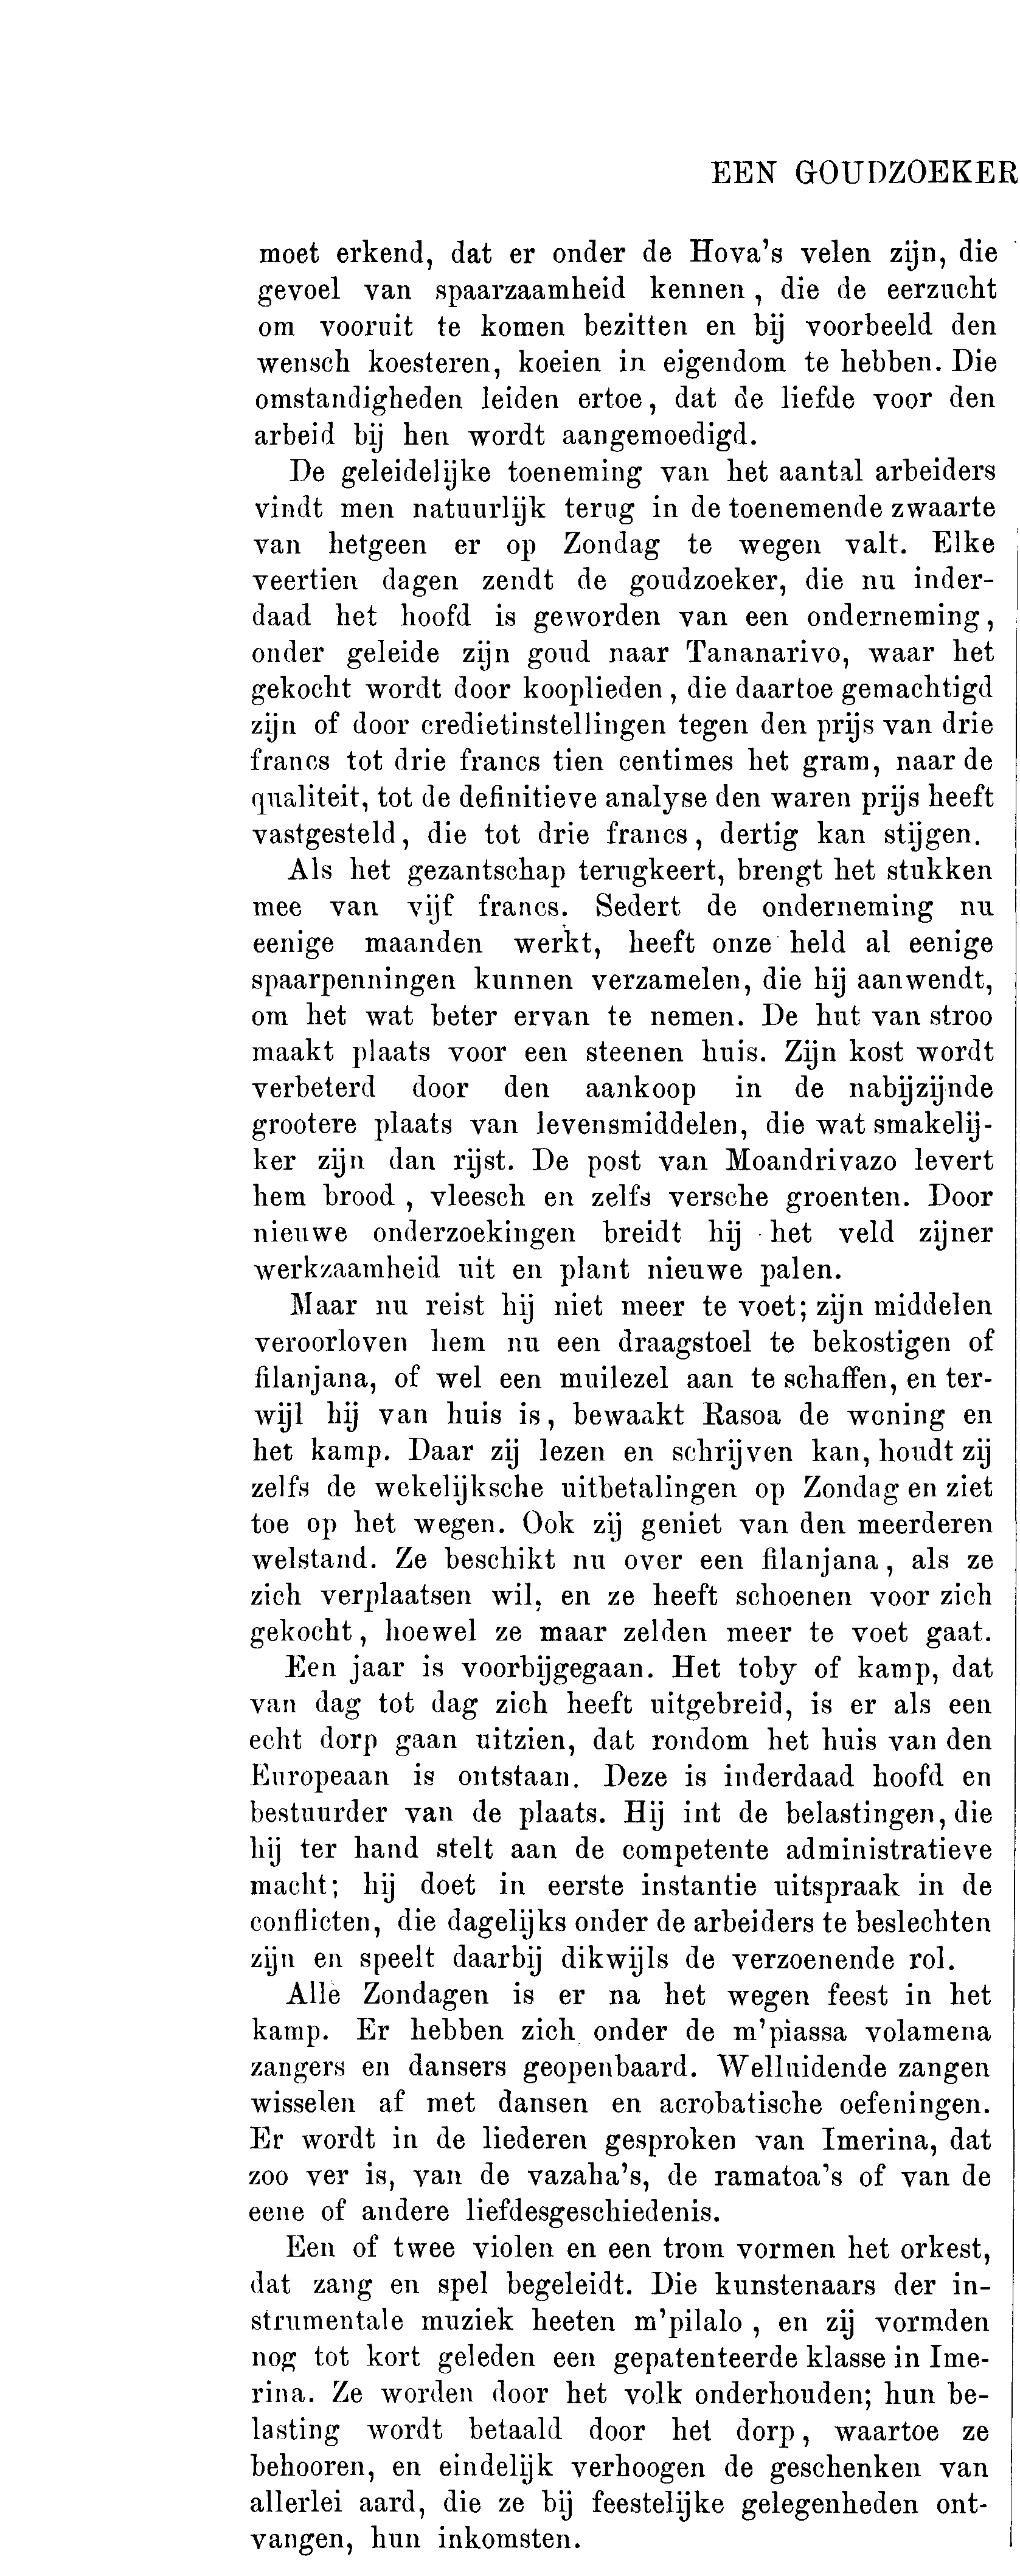 EEN GOUDZOEKER
moet erkend, dat er onder de Hova's velen zijn, die
gevoel van spaarzaamheid kennen, die de eerzucht
om vooruit te komen bezitten en bij voorbeeld den
wensch koesteren, koeien in eigendom te hebben. Die
omstandigheden leiden ertoe, dat de liefde voor den
arbeid bij hen wordt aangemoedigd.
De geleidelijke toeneming van het aantal arbeiders
vindt men natuurlijk terug in de toenemende zwaarte
van hetgeen er op Zondag te wegen valt. Elke
veertien dagen zendt de goudzoeker, die nu inder-
daad het hoofd is geworden van een onderneming,
onder geleide zijn goud naar Tananarivo, waar het
gekocht wordt door kooplieden, die daartoe gemachtigd
zijn of door credietinstellingen tegen den prijs van drie
francs tot drie francs tien centimes het gram, naar de
qualiteit, tot de definitieve analyse den waren prijs heeft
vastgesteld, die tot drie francs, dertig kan stijgen.
Als het gezantschap terugkeert, brengt het stukken
mee van vijf francs. Sedert de onderneming nu
eenige maanden werkt, heeft onze held al eenige
spaarpenningen kunnen verzamelen, die hij aanwendt,
om het wat beter ervan te nemen. De hut van stroo
maakt plaats voor een steenen huis. Zijn kost wordt
verbeterd door den aankoop in de nabijzijnde
grootere plaats van levensmiddelen, die wat smakelij-
ker zijn dan rijst. De post van Moandrivazo levert
hem brood, vleesch en zelfs versche groenten. Door
nieuwe onderzoekingen breidt hij het veld zijner
werkzaamheid uit en plant nieuwe palen.
Maar nu reist hij niet meer te voet; zijn middelen
veroorloven hem nu een draagstoel te bekostigen of
filanjana, of wel een muilezel aan te schaffen, en ter-
wijl hij van huis is, bewaakt Rasoa de woning en
het kamp. Daar zij lezen en schrijven kan, houdt zij
zelfs de wekelijksche uitbetalingen op Zondag en ziet
toe op het wegen. Ook zij geniet van den meerderen
welstand. Ze beschikt nu over een filanjana, als ze
zich verplaatsen wil, en ze heeft schoenen voor zich
gekocht, hoewel ze maar zelden meer te voet gaat.
Een jaar is voorbijgegaan. Het toby of kamp, dat
van dag tot dag zich heeft uitgebreid, is er als een
echt dorp gaan uitzien, dat rondom het huis van den
Europeaan is ontstaan. Deze is inderdaad hoofd en
bestuurder van de plaats. Hij int de belastingen, die
hij ter hand stelt aan de competente administratieve
macht; hij doet in eerste instantie uitspraak in de
conflicten, die dagelijks onder de arbeiders te beslechten
zijn en speelt daarbij dikwijls de verzoenende rol.
Alle Zondagen is er na het wegen feest in het
kamp. Er hebben zich onder de m'piassa volamena
zangers en dansers geopenbaard. Welluidende zangen
wisselen af met dansen en acrobatische oefeningen.
Er wordt in de liederen gesproken van Imerina, dat
zoo ver is, van de vazaha's, de ramatoa's of van de
eene of andere liefdesgeschiedenis.
Een of twee violen en een trom vormen het orkest,
dat zang en spel begeleidt. Die kunstenaars der in-
strumentale muziek heeten m'pilalo, en zij vormden
nog tot kort geleden een gepatenteerde klasse in Ime-
rina. Ze worden door het volk onderhouden; hun be-
lasting wordt betaald door het dorp, waartoe ze
behooren, en eindelijk verhoogen de geschenken van
allerlei aard, die ze bij feestelijke gelegenheden ont-
vangen, hun inkomsten.